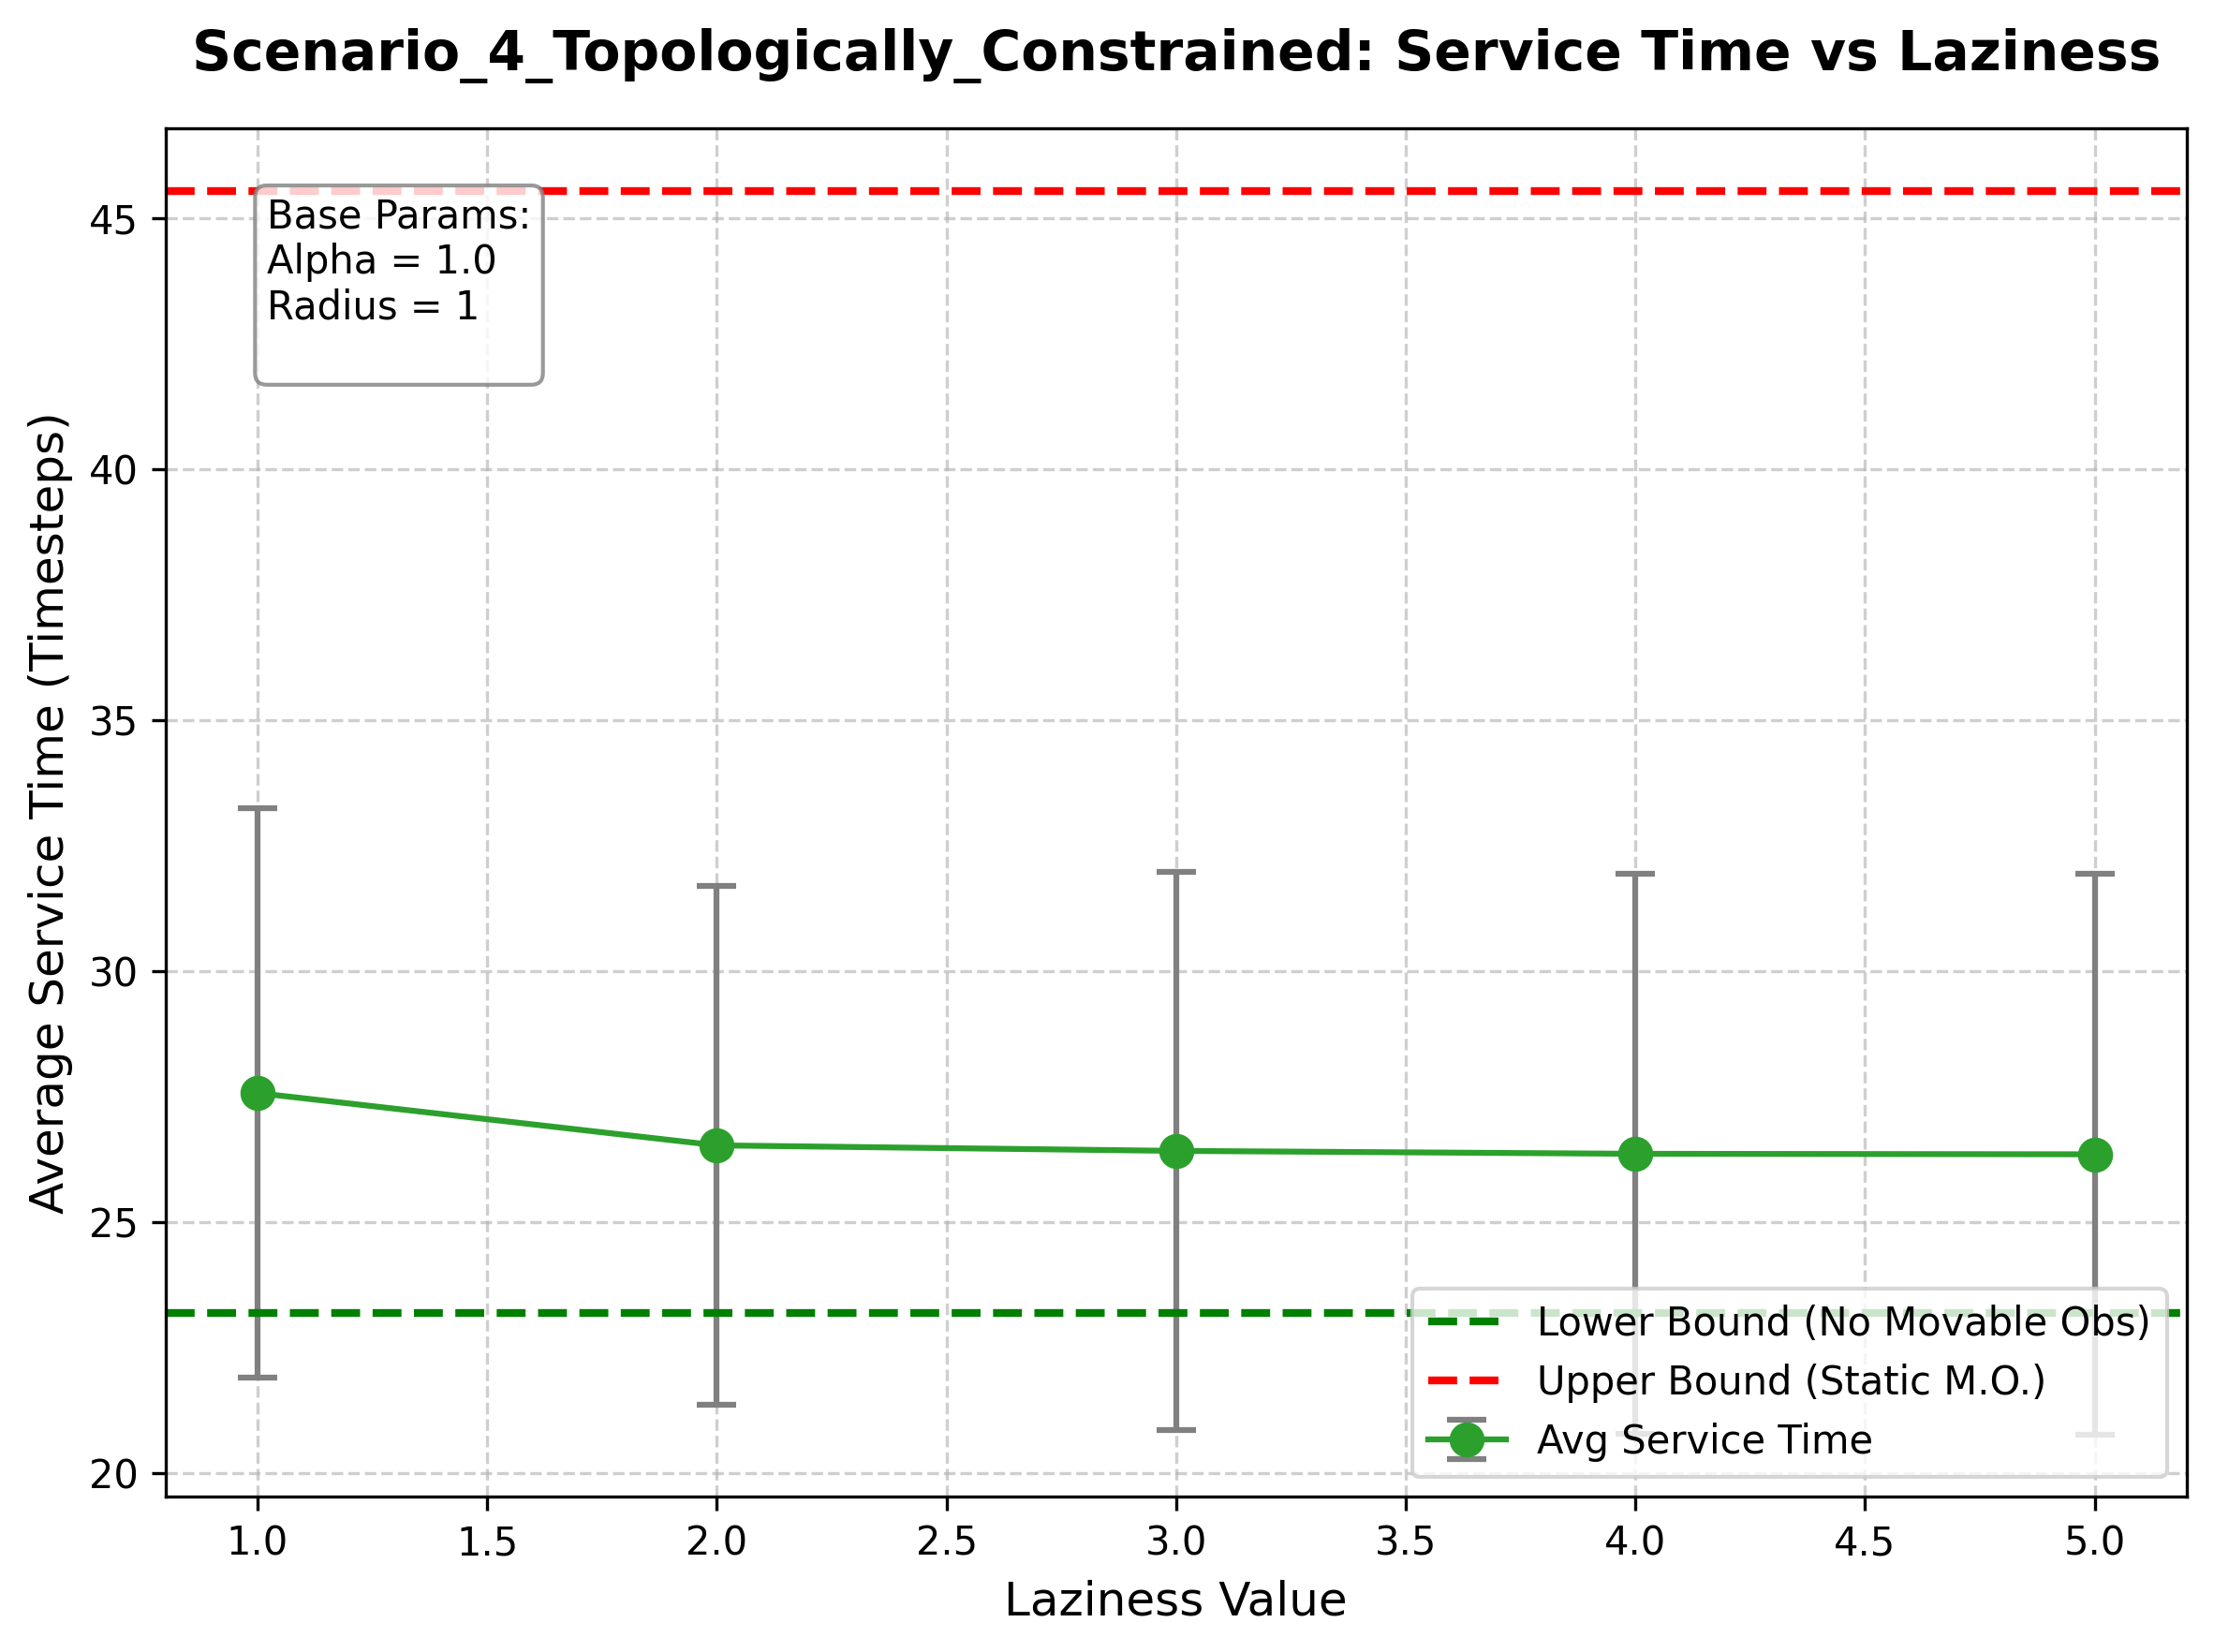 Scenario_4_Topologically_Constrained: Service Time vs Laziness
Average Service Time (Timesteps)
45
40
35
30
25
20
Base Params:
Alpha = 1.0
Radius = 1
Lower Bound (No Movable Obs)
Upper Bound (Static M.O.)
Avg Service Time
1.0 1.5 2.0 2.5 3.0 3.5 4.0 4.5 5.0
Laziness Value